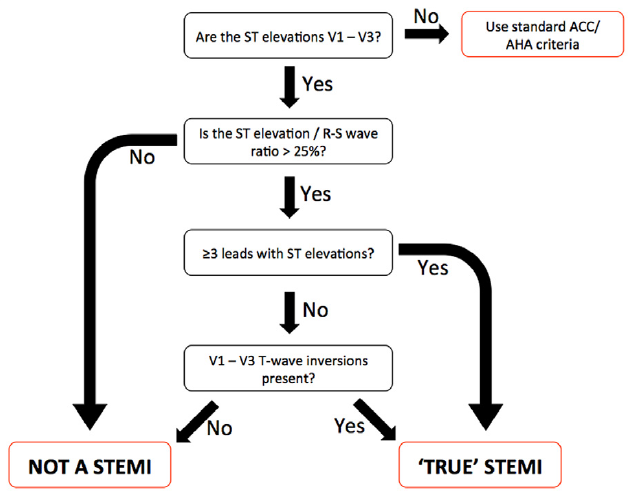 Are the ST elevations V1 – V3?
No
Use standard ACC/
AHA criteria
Yes
Is the ST elevation / R-S wave
ratio > 25%?
No
Yes
≥3 leads with ST elevations?
Yes
No
V1 – V3 T-wave inversions
present?
No
Yes
NOT A STEMI
‘TRUE’ STEMI